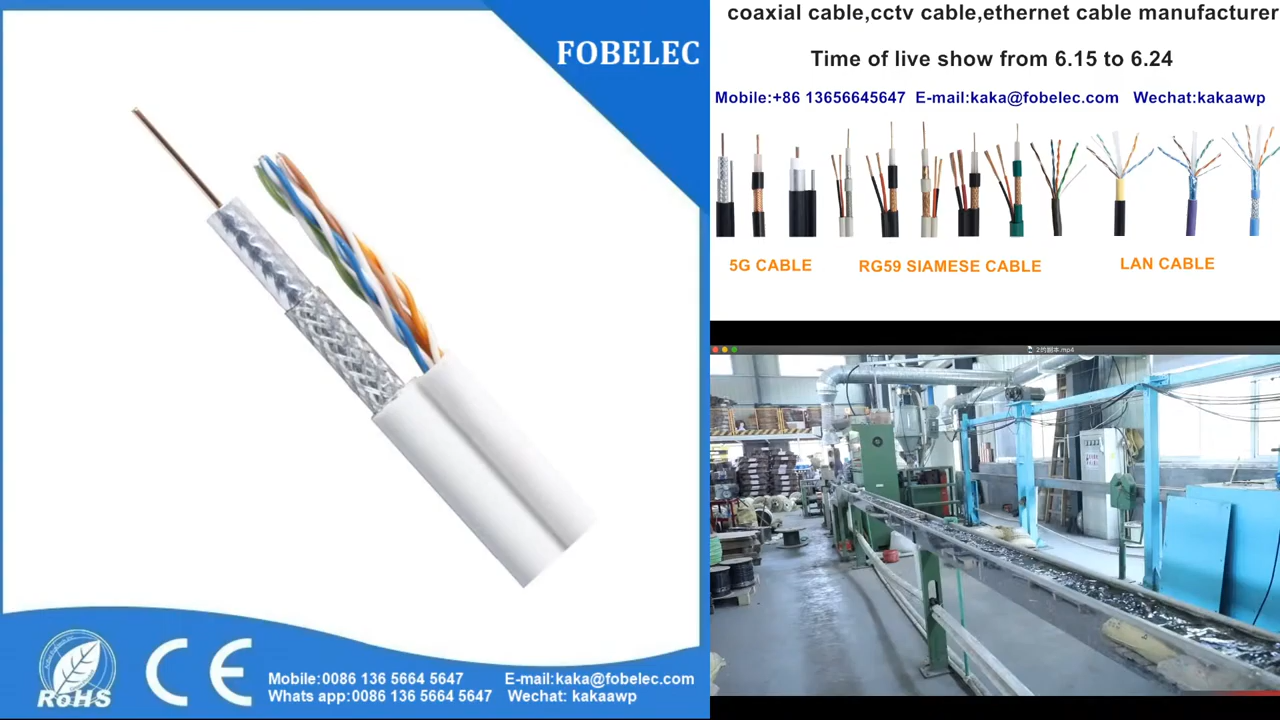 FOBELEC
RoHS
CE
Mobile:0086 136 5664 5647 E-mail:kaka@fobelec.com
Whats app:0086 136 5664 5647 Wechat: kakaawp
coaxial cable,cctv cable,ethernet cable manufacturer
Time of live show from 6.15 to 6.24
Mobile:+86 13656645647 E-mail:kaka@fobelec.com Wechat:kakaawp
5G CABLE
RG59 SIAMESE CABLE
LAN CABLE